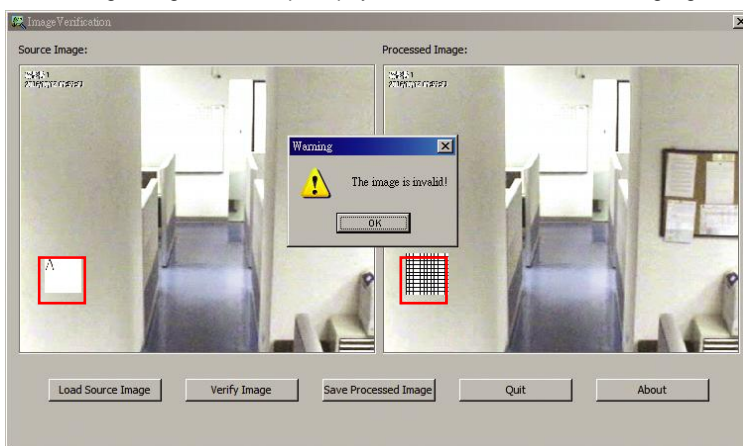 ImageVerification
Source Image:
Processed Image:
Warning
The image is invalid!
OK
A
Load Source Image
Verify Image
Save Processed Image
Quit
About